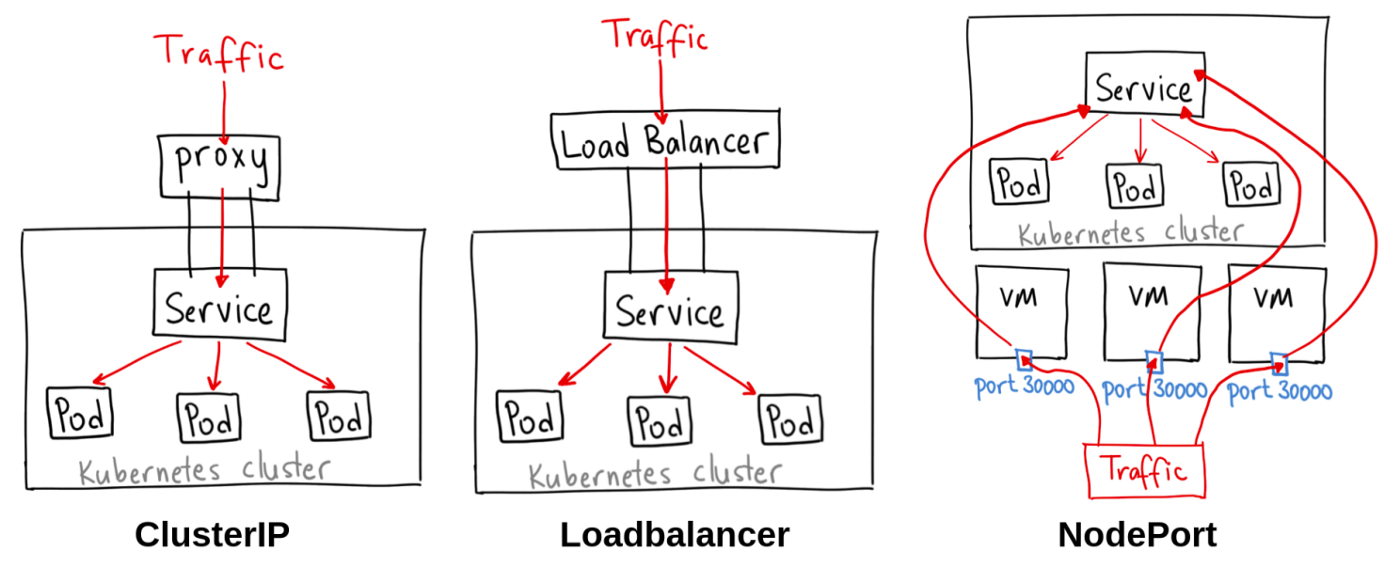 Traffic
proxy
Service
Pod Pod Pod
Kubernetes cluster
ClusterIP
Traffic
Load Balancer
Service
Pod Pod Pod
Kubernetes cluster
Loadbalancer
Service
Pod Pod Pod
Kubernetes cluster
VM VM VM
port 30000 port 30000 port 30000
Traffic
NodePort